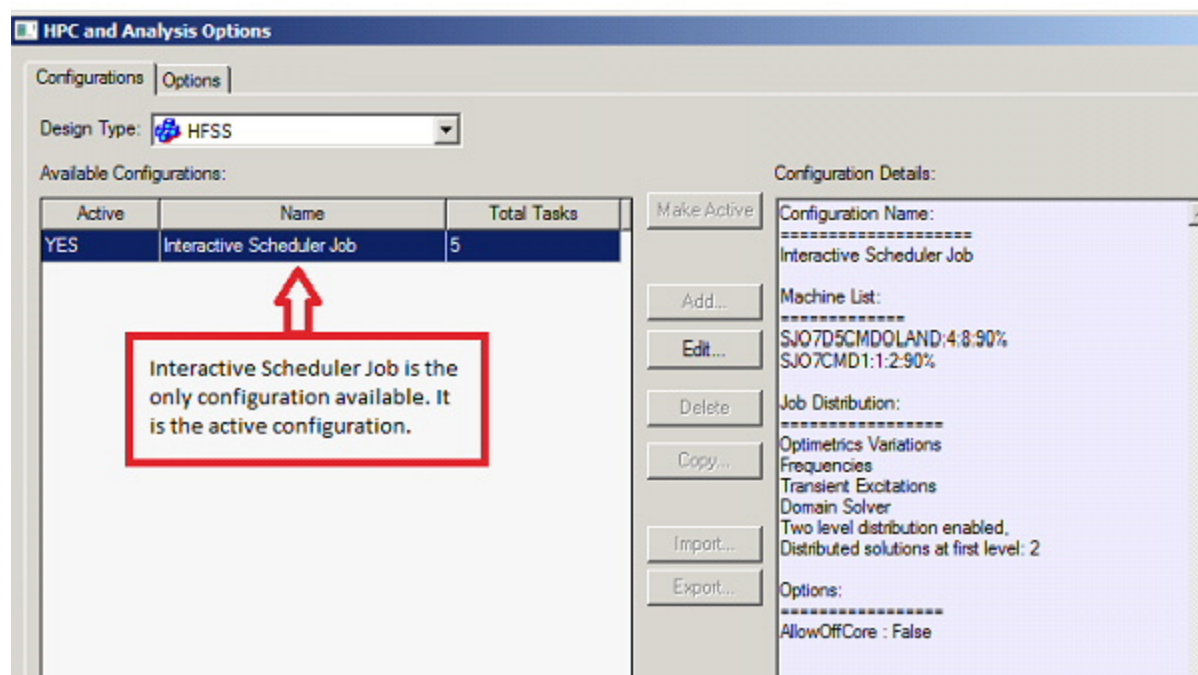 HPC and Analysis Options
Configurations
Options
Design Type:
HFSS
Available Configurations:
Active Name Total Tasks
YES Interactive Scheduler Job 5
Interactive Scheduler Job is the
only configuration available. It
is the active configuration.
Make Active
Add...
Edit...
Delete
Copy...
Import...
Export...
Configuration Details:
Configuration Name:
====================
Interactive Scheduler Job
Machine List:
=============
SJO7D5CMDOLAND:4:8:90%
SJO7CMD1:1:2:90%
Job Distribution:
=================
Optimetrics Variations
Frequencies
Transient Excitations
Domain Solver
Two level distribution enabled,
Distributed solutions at first level: 2
Options:
=================
AllowOffCore : False